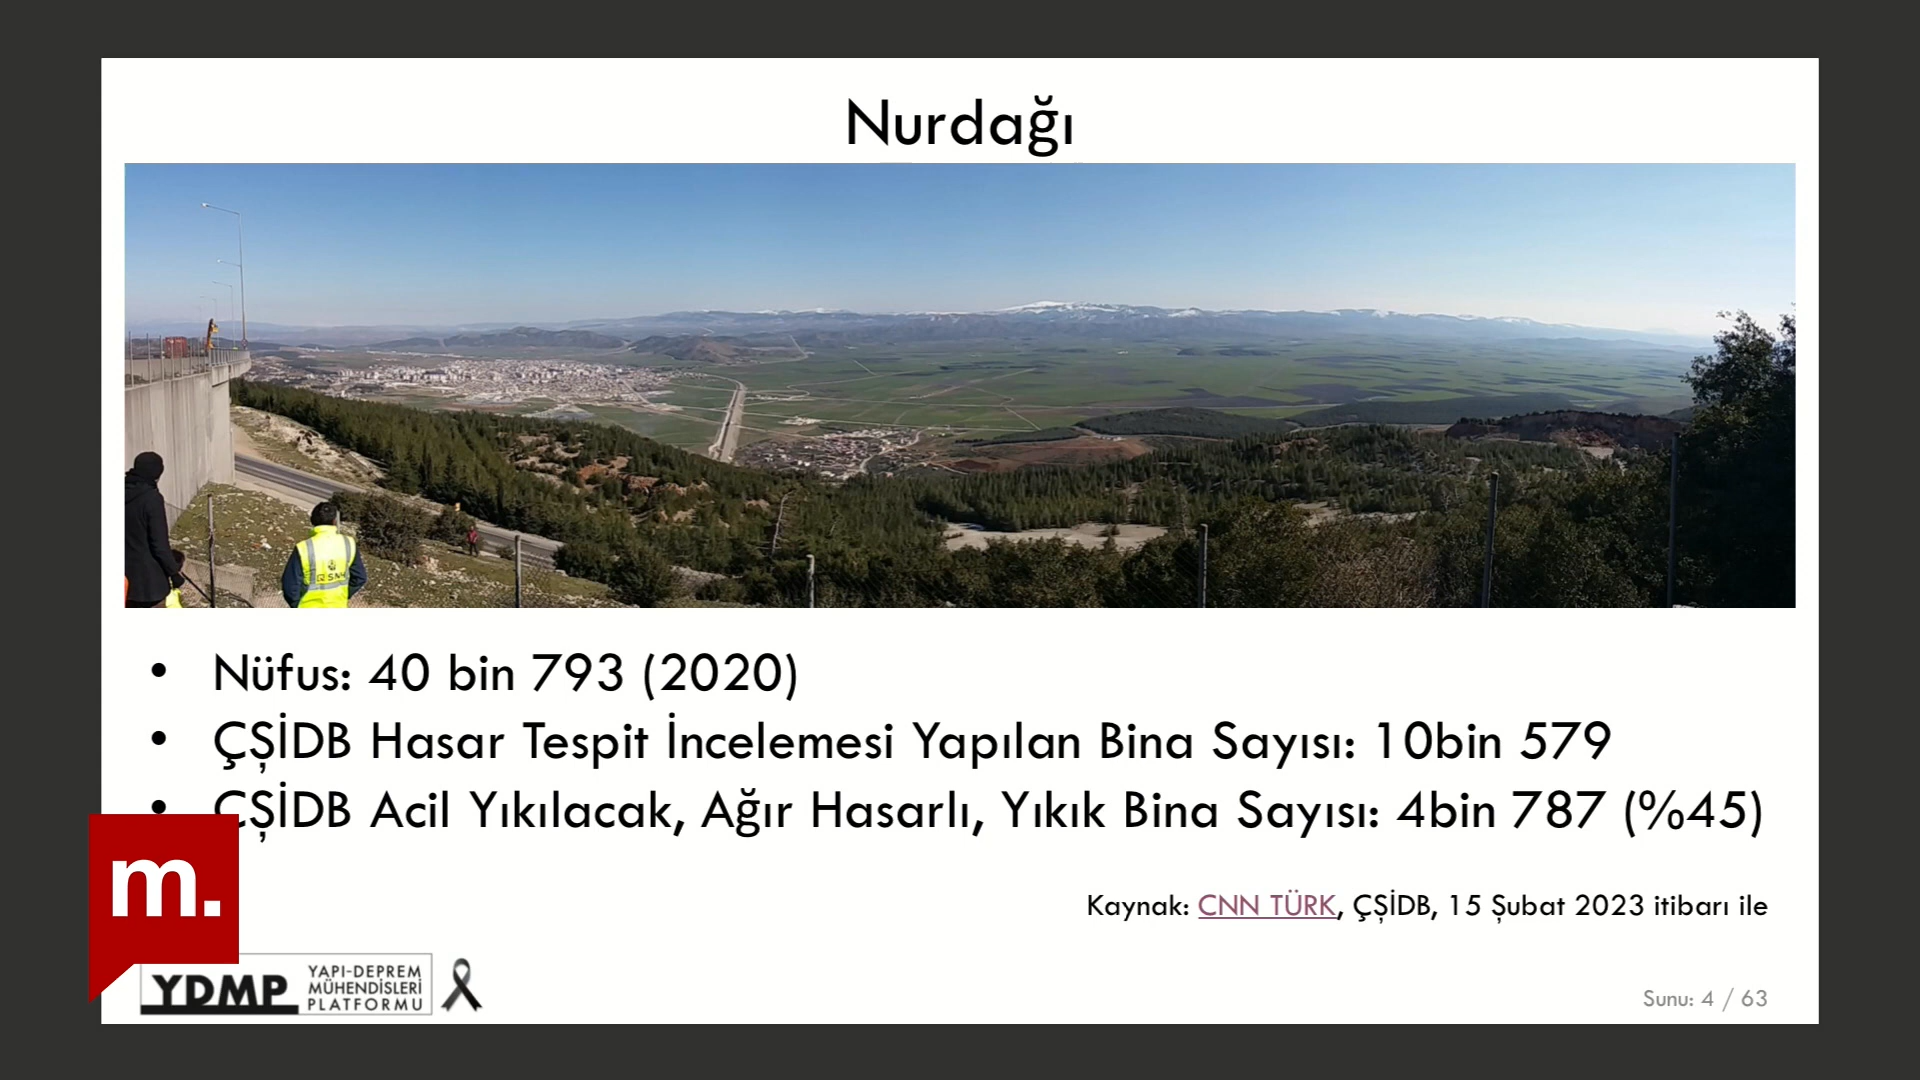 Nurdağı
• Nüfus: 40 bin 793 (2020)
• ÇŞİDB Hasar Tespit İncelemesi Yapılan Bina Sayısı: 10bin 579
• ÇŞİDB Acil Yıkılacak, Ağır Hasarlı, Yıkık Bina Sayısı: 4bin 787 (%45)
Kaynak: CNN TÜRK, ÇŞİDB, 15 Şubat 2023 itibarı ile
m.
YDMP
YAPI-DEPREM
MÜHENDİSLERİ
PLATFORMU
Sunu: 4 / 63